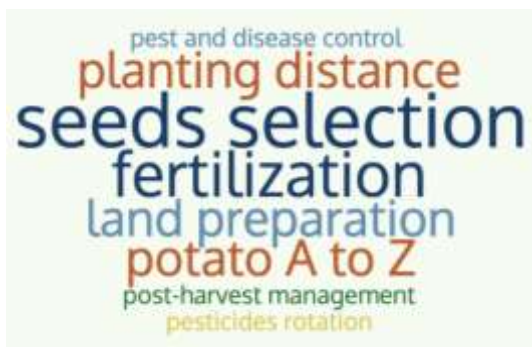 pest and disease control
planting distance
seeds selection
fertilization
land preparation
potato A to Z
post-harvest management
pesticides rotation